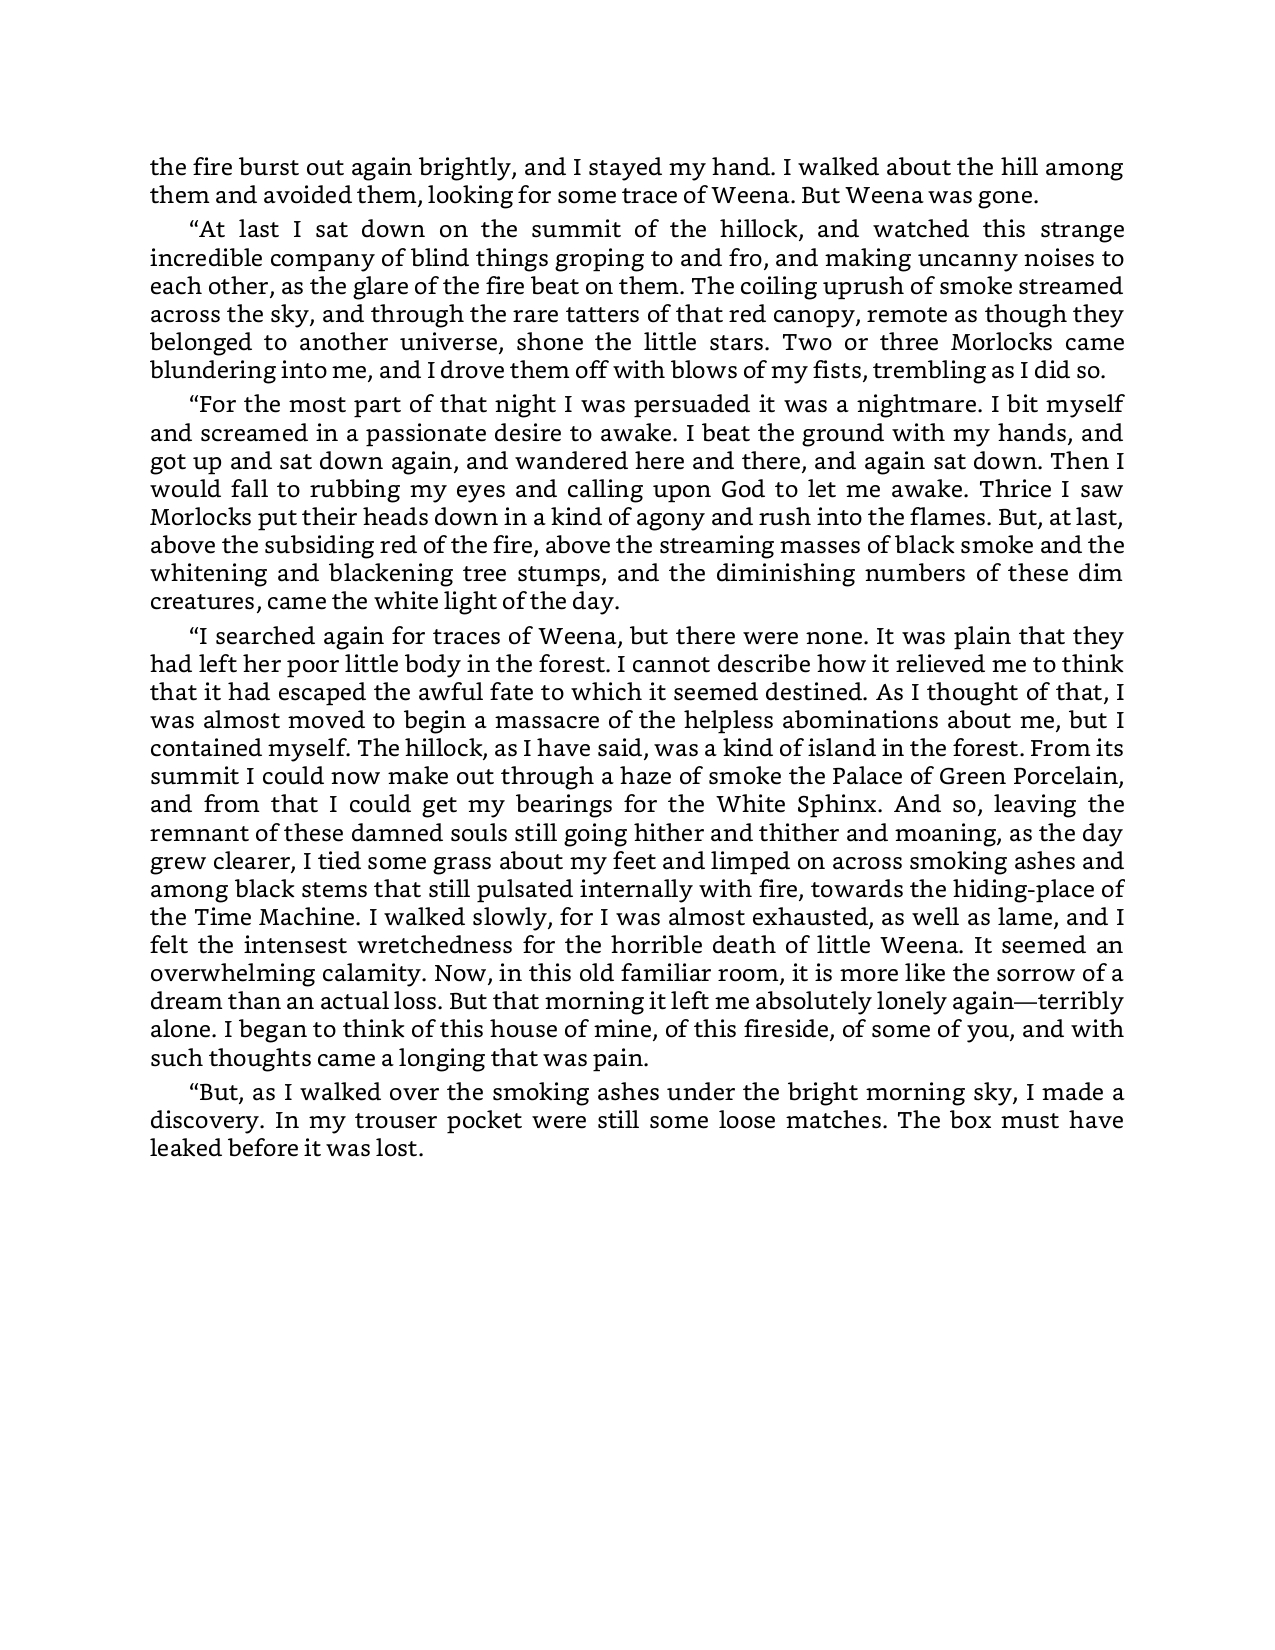 the fire burst out again brightly, and I stayed my hand. I walked about the hill among
them and avoided them, looking for some trace of Weena. But Weena was gone.
“At last I sat down on the summit of the hillock, and watched this strange
incredible company of blind things groping to and fro, and making uncanny noises to
each other, as the glare of the fire beat on them. The coiling uprush of smoke streamed
across the sky, and through the rare tatters of that red canopy, remote as though they
belonged to another universe, shone the little stars. Two or three Morlocks came
blundering into me, and I drove them off with blows of my fists, trembling as I did so.
“For the most part of that night I was persuaded it was a nightmare. I bit myself
and screamed in a passionate desire to awake. I beat the ground with my hands, and
got up and sat down again, and wandered here and there, and again sat down. Then I
would fall to rubbing my eyes and calling upon God to let me awake. Thrice I saw
Morlocks put their heads down in a kind of agony and rush into the flames. But, at last,
above the subsiding red of the fire, above the streaming masses of black smoke and the
whitening and blackening tree stumps, and the diminishing numbers of these dim
creatures, came the white light of the day.
“I searched again for traces of Weena, but there were none. It was plain that they
had left her poor little body in the forest. I cannot describe how it relieved me to think
that it had escaped the awful fate to which it seemed destined. As I thought of that, I
was almost moved to begin a massacre of the helpless abominations about me, but I
contained myself. The hillock, as I have said, was a kind of island in the forest. From its
summit I could now make out through a haze of smoke the Palace of Green Porcelain,
and from that I could get my bearings for the White Sphinx. And so, leaving the
remnant of these damned souls still going hither and thither and moaning, as the day
grew clearer, I tied some grass about my feet and limped on across smoking ashes and
among black stems that still pulsated internally with fire, towards the hiding-place of
the Time Machine. I walked slowly, for I was almost exhausted, as well as lame, and I
felt the intensest wretchedness for the horrible death of little Weena. It seemed an
overwhelming calamity. Now, in this old familiar room, it is more like the sorrow of a
dream than an actual loss. But that morning it left me absolutely lonely again—terribly
alone. I began to think of this house of mine, of this fireside, of some of you, and with
such thoughts came a longing that was pain.
“But, as I walked over the smoking ashes under the bright morning sky, I made a
discovery. In my trouser pocket were still some loose matches. The box must have
leaked before it was lost.